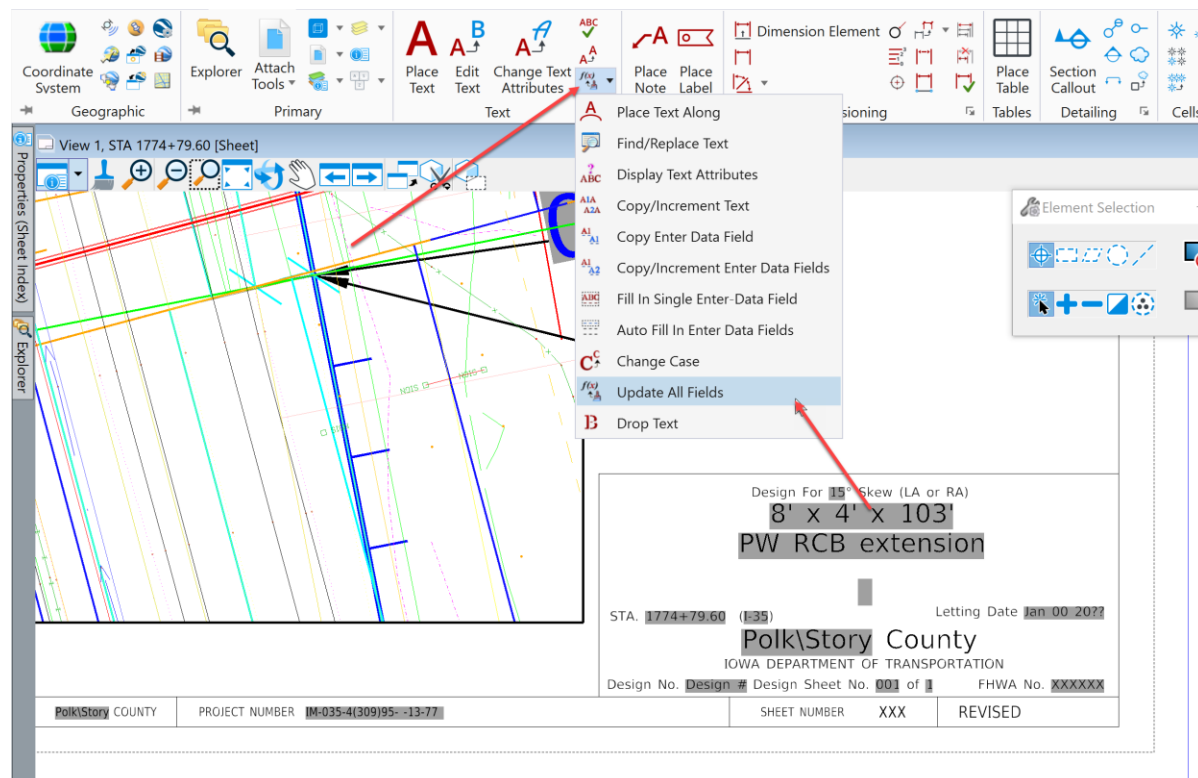 Coordinate System
Explorer
Attach Tools
Place Text
Edit Text
Change Text Attributes
ABC
f(x)
Place Note
Place Label
Dimension Element
Place Table
Section Callout
Geographic
Primary
Text
sioning
Tables
Detailing
Cells
View 1, STA 1774+79.60 [Sheet]
Properties (Sheet Index)
Explorer
Place Text Along
Find/Replace Text
Display Text Attributes
Copy/Increment Text
Copy Enter Data Field
Copy/Increment Enter Data Fields
Fill In Single Enter-Data Field
Auto Fill In Enter Data Fields
Change Case
Update All Fields
Drop Text
Element Selection
SIGN
SIGN
SIGN
Design For 15° Skew (LA or RA)
8' x 4' x 103'
PW RCB extension
STA. 1774+79.60 (I-35)
Letting Date Jan 00 20??
Polk\Story County
IOWA DEPARTMENT OF TRANSPORTATION
Design No. Design # Design Sheet No. 001 of 1 FHWA No. XXXXXX
Polk\Story COUNTY
PROJECT NUMBER IM-035-4(309)95- -13-77
SHEET NUMBER XXX
REVISED